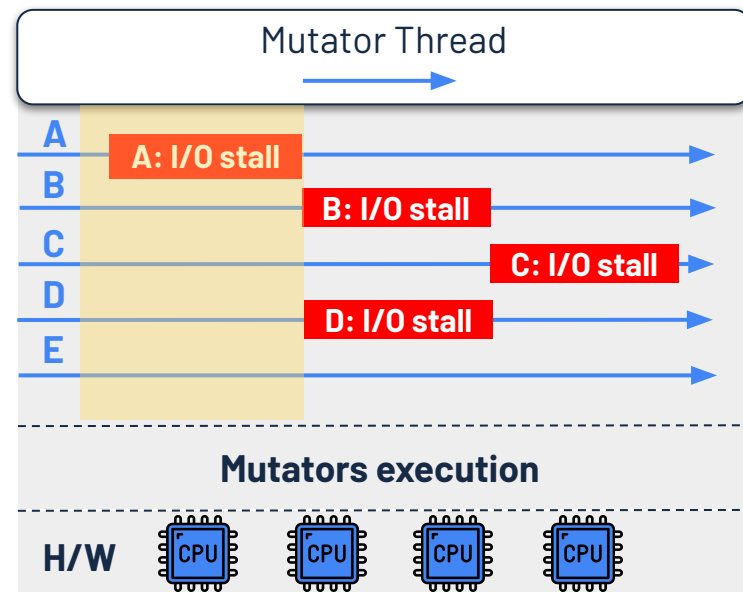 Mutator Thread
A
A: I/O stall
B
B: I/O stall
C
C: I/O stall
D
D: I/O stall
E
Mutators execution
H/W CPU CPU CPU CPU